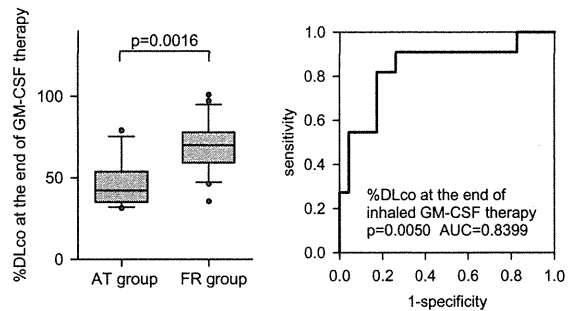 %DLco at the end of GM-CSF therapy
p=0.0016
100
50
0
AT group
FR group
sensitivity
1.0
0.8
0.6
0.4
0.2
0.0
%DLco at the end of
inhaled GM-CSF therapy
p=0.0050 AUC=0.8399
0.0 0.2 0.4 0.6 0.8 1.0
1-specificity